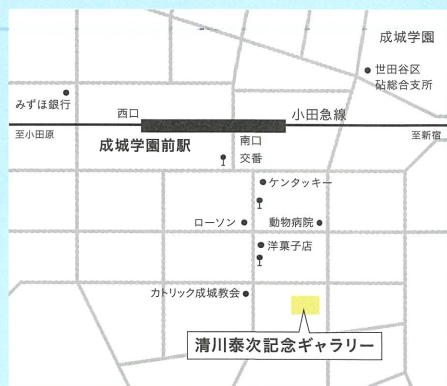 成城学園
世田谷区
砧総合支所
みずほ銀行
西口
小田急線
至小田原
至新宿
成城学園前駅
南口
交番
ケンタッキー
ローソン
動物病院
洋菓子店
カトリック成城教会
清川泰次記念ギャラリー